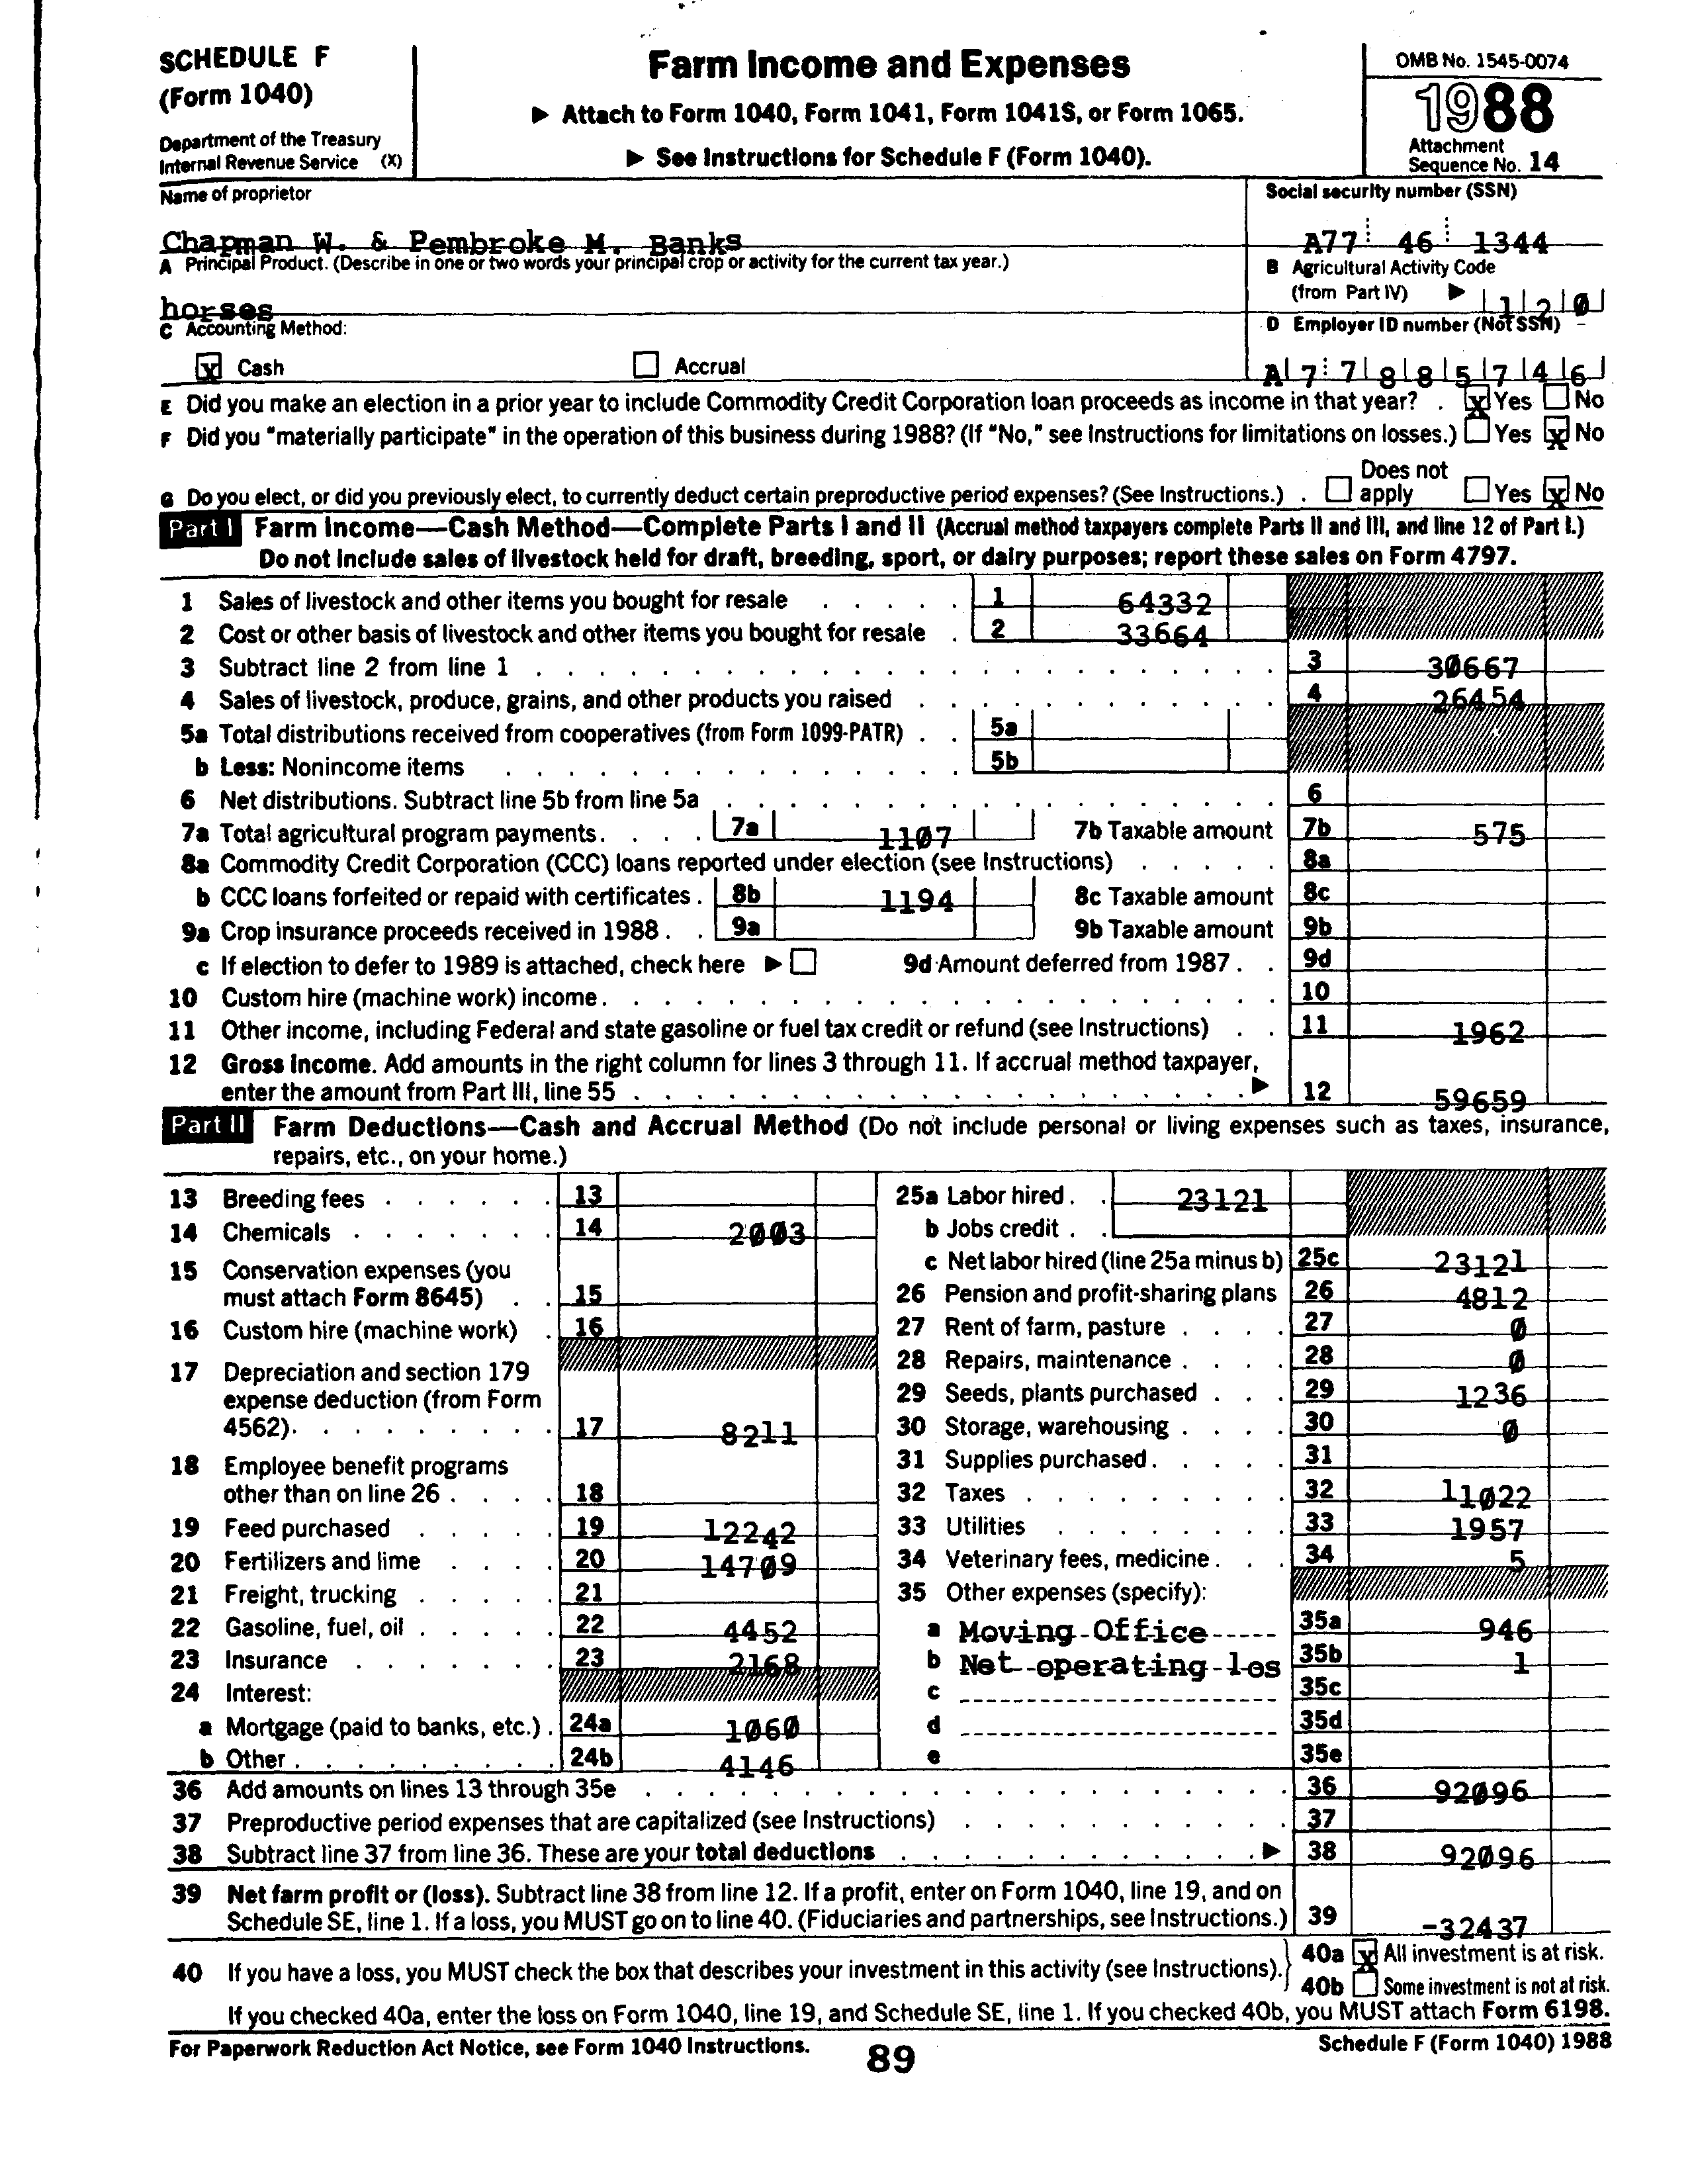 SCHEDULE F
(Form 1040)
Department of the Treasury
Internal Revenue Service (X)
Farm Income and Expenses
▶ Attach to Form 1040, Form 1041, Form 1041S, or Form 1065.
▶ See Instructions for Schedule F (Form 1040).
OMB No. 1545-0074
1988
Attachment
Sequence No. 14
Name of proprietor
Chapman W. & Pembroke M. Banks
Social security number (SSN)
A77 46 1344
A Principal Product. (Describe in one or two words your principal crop or activity for the current tax year.)
horses
B Agricultural Activity Code
(from Part IV) ▶ 1 2 0
C Accounting Method:
x Cash Accrual
D Employer ID number (Not SSN)
A 7 7 8 8 5 7 4 6
E Did you make an election in a prior year to include Commodity Credit Corporation loan proceeds as income in that year? . x Yes No
F Did you "materially participate" in the operation of this business during 1988? (If "No," see Instructions for limitations on losses.) Yes x No
G Do you elect, or did you previously elect, to currently deduct certain preproductive period expenses? (See Instructions.) . Does not apply Yes x No
Part I Farm Income—Cash Method—Complete Parts I and II (Accrual method taxpayers complete Parts II and III, and line 12 of Part I.)
Do not include sales of livestock held for draft, breeding, sport, or dairy purposes; report these sales on Form 4797.
1 Sales of livestock and other items you bought for resale 1 64332
2 Cost or other basis of livestock and other items you bought for resale 2 33664
3 Subtract line 2 from line 1 3 30667
4 Sales of livestock, produce, grains, and other products you raised 4 26454
5a Total distributions received from cooperatives (from Form 1099-PATR) 5a
b Less: Nonincome items 5b
6 Net distributions. Subtract line 5b from line 5a 6
7a Total agricultural program payments. 7a 1107 7b Taxable amount 7b 575
8a Commodity Credit Corporation (CCC) loans reported under election (see Instructions) 8a
b CCC loans forfeited or repaid with certificates. 8b 1194 8c Taxable amount 8c
9a Crop insurance proceeds received in 1988 9a 9b Taxable amount 9b
c If election to defer to 1989 is attached, check here ▶ 9d Amount deferred from 1987 9d
10 Custom hire (machine work) income 10
11 Other income, including Federal and state gasoline or fuel tax credit or refund (see Instructions) 11 1962
12 Gross Income. Add amounts in the right column for lines 3 through 11. If accrual method taxpayer,
enter the amount from Part III, line 55 ▶ 12 59659
Part II Farm Deductions—Cash and Accrual Method (Do not include personal or living expenses such as taxes, insurance,
repairs, etc., on your home.)
13 Breeding fees 13
14 Chemicals 14 2003
15 Conservation expenses (you
must attach Form 8645) 15
16 Custom hire (machine work) 16
17 Depreciation and section 179
expense deduction (from Form
4562). 17 8211
18 Employee benefit programs
other than on line 26 18
19 Feed purchased 19 12242
20 Fertilizers and lime 20 14709
21 Freight, trucking 21
22 Gasoline, fuel, oil 22 4452
23 Insurance 23 2168
24 Interest:
a Mortgage (paid to banks, etc.) 24a 1060
b Other 24b 4146
25a Labor hired 23121
b Jobs credit
c Net labor hired (line 25a minus b) 25c 23121
26 Pension and profit-sharing plans 26 4812
27 Rent of farm, pasture 27 0
28 Repairs, maintenance 28 0
29 Seeds, plants purchased 29 1236
30 Storage, warehousing 30 0
31 Supplies purchased 31
32 Taxes 32 11022
33 Utilities 33 1957
34 Veterinary fees, medicine 34 5
35 Other expenses (specify):
a Moving Office 35a 946
b Net operating los 35b 1
c 35c
d 35d
e 35e
36 Add amounts on lines 13 through 35e 36 92096
37 Preproductive period expenses that are capitalized (see Instructions) 37
38 Subtract line 37 from line 36. These are your total deductions ▶ 38 92096
39 Net farm profit or (loss). Subtract line 38 from line 12. If a profit, enter on Form 1040, line 19, and on
Schedule SE, line 1. If a loss, you MUST go on to line 40. (Fiduciaries and partnerships, see Instructions.) 39 -32437
40 If you have a loss, you MUST check the box that describes your investment in this activity (see Instructions). 40a x All investment is at risk.
40b Some investment is not at risk.
If you checked 40a, enter the loss on Form 1040, line 19, and Schedule SE, line 1. If you checked 40b, you MUST attach Form 6198.
For Paperwork Reduction Act Notice, see Form 1040 Instructions.
Schedule F (Form 1040) 1988
89